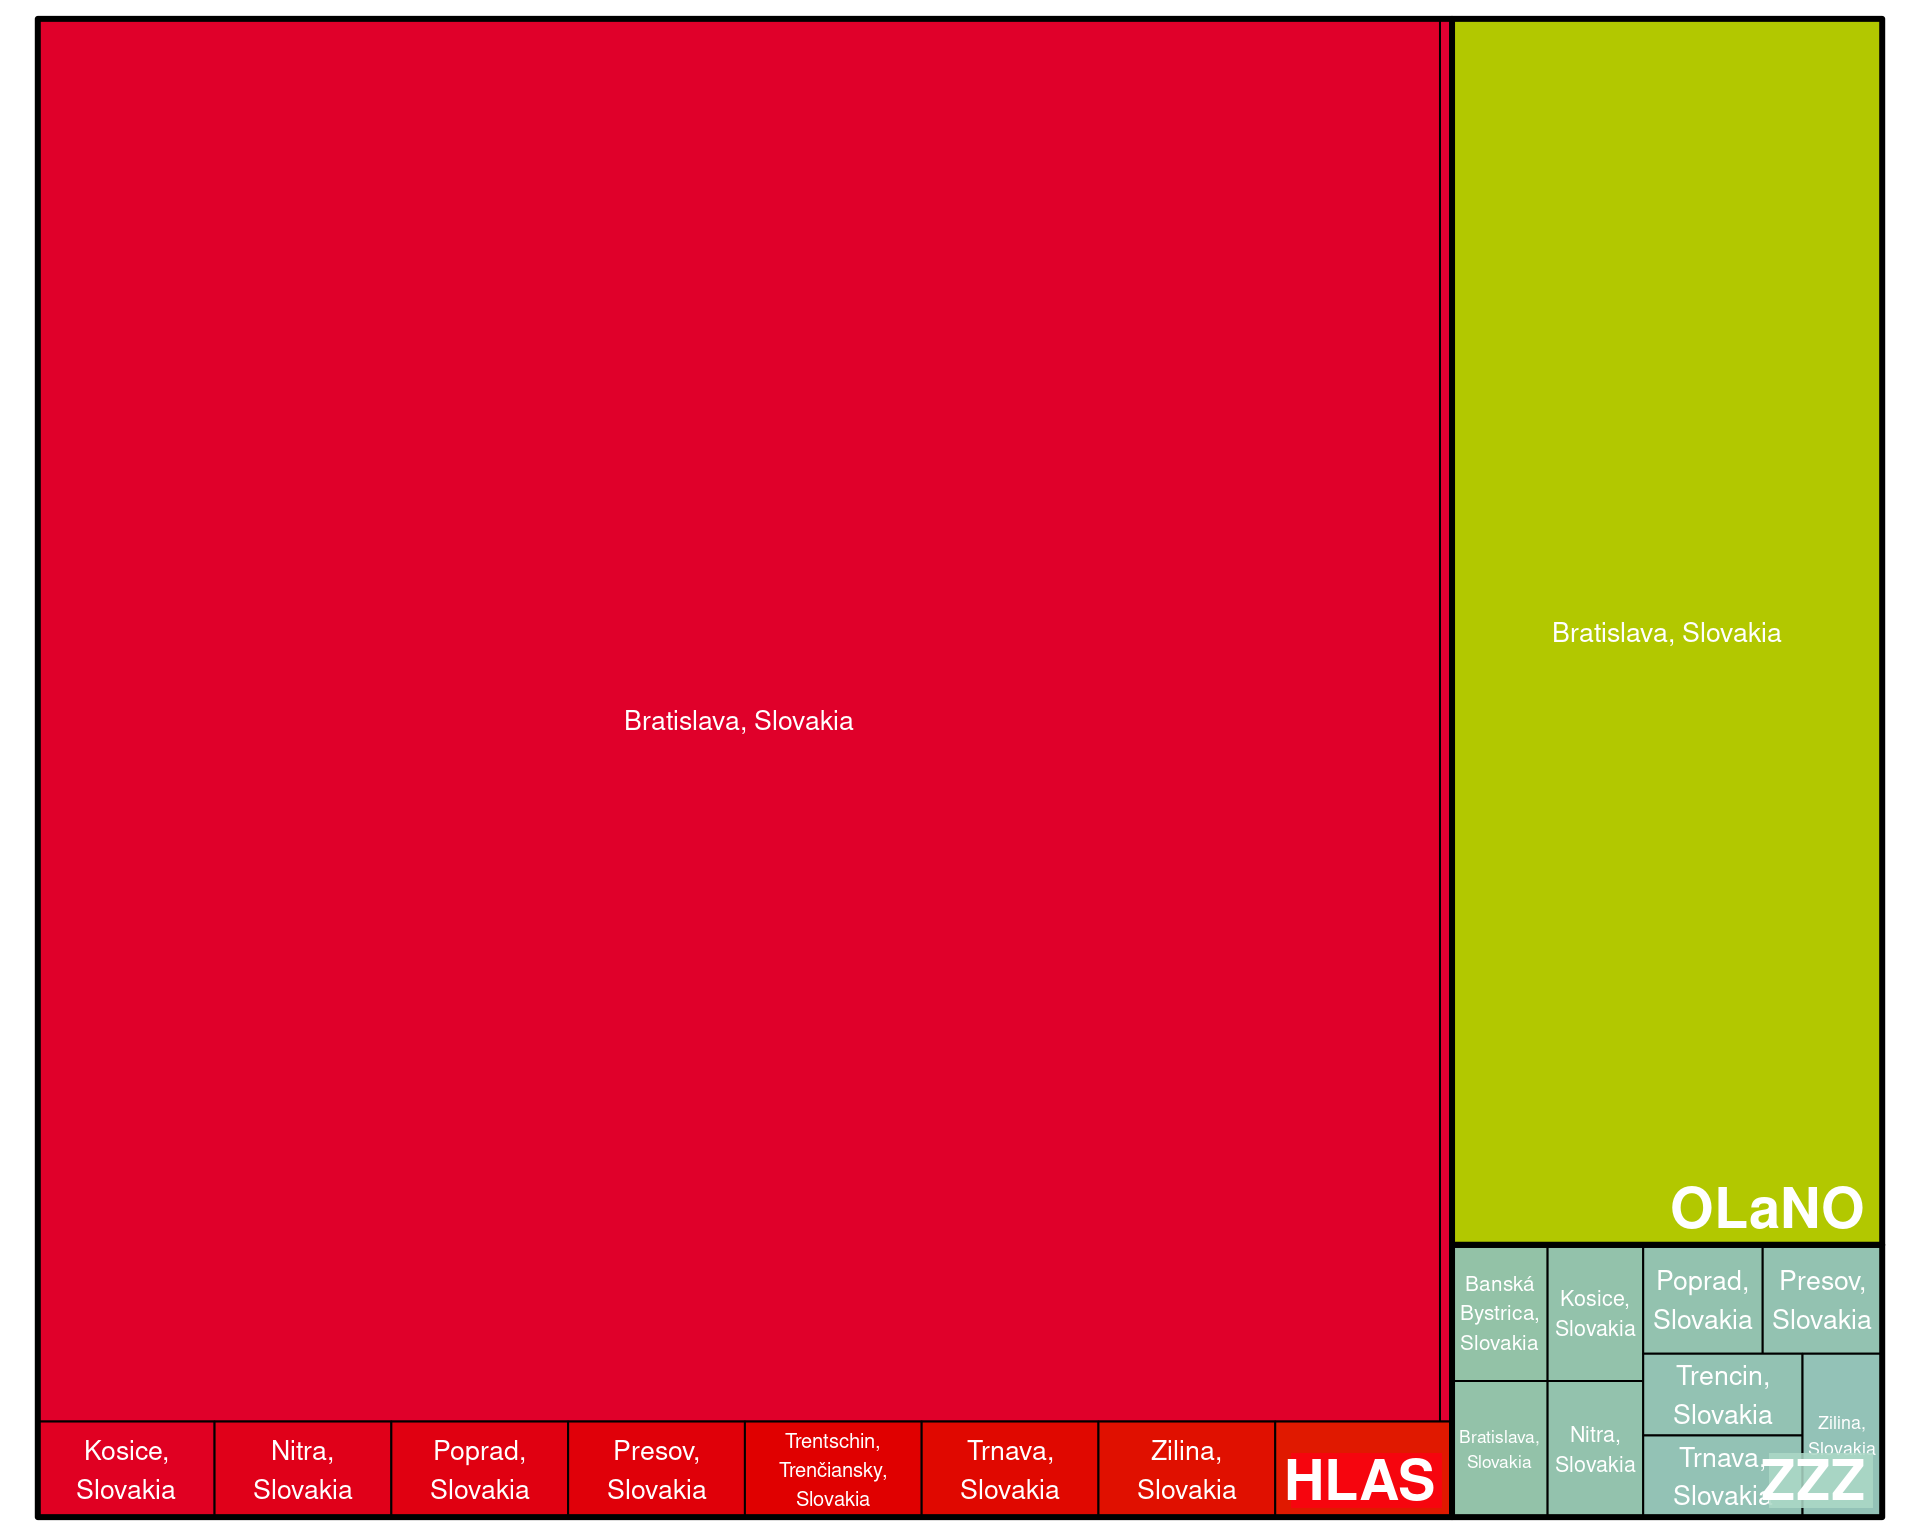 Bratislava, Slovakia
Kosice,
Slovakia
Nitra,
Slovakia
Poprad,
Slovakia
Presov,
Slovakia
Trentschin,
Trenčiansky,
Slovakia
Trnava,
Slovakia
Zilina,
Slovakia
HLAS
Bratislava, Slovakia
OLaNO
Banská
Bystrica,
Slovakia
Kosice,
Slovakia
Poprad,
Slovakia
Presov,
Slovakia
Bratislava,
Slovakia
Nitra,
Slovakia
Trencin,
Slovakia
Trnava,
Slovakia
Zilina,
Slovakia
ZZZ